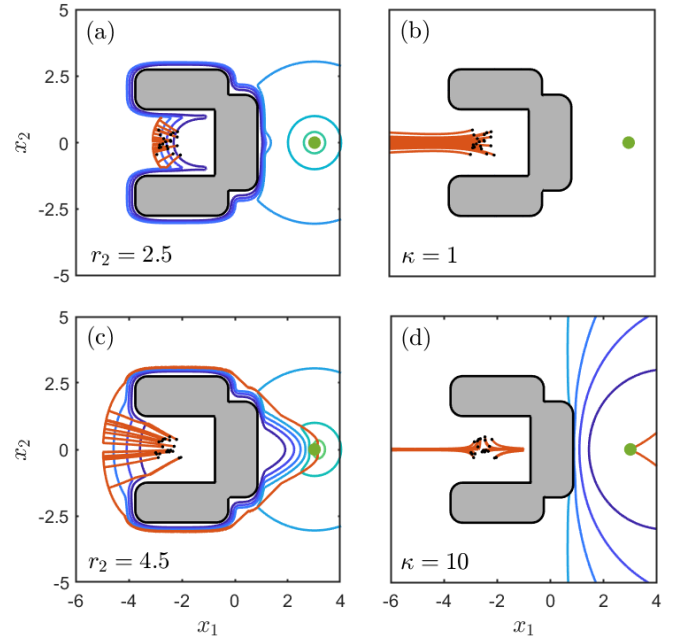 (a)
(b)
5
2.5
x₂
0
-2.5
r₂ = 2.5
κ = 1
-5
(c)
(d)
5
2.5
x₂
0
-2.5
r₂ = 4.5
κ = 10
-5
-6 -4 -2 0 2 4
-6 -4 -2 0 2 4
x₁
x₁